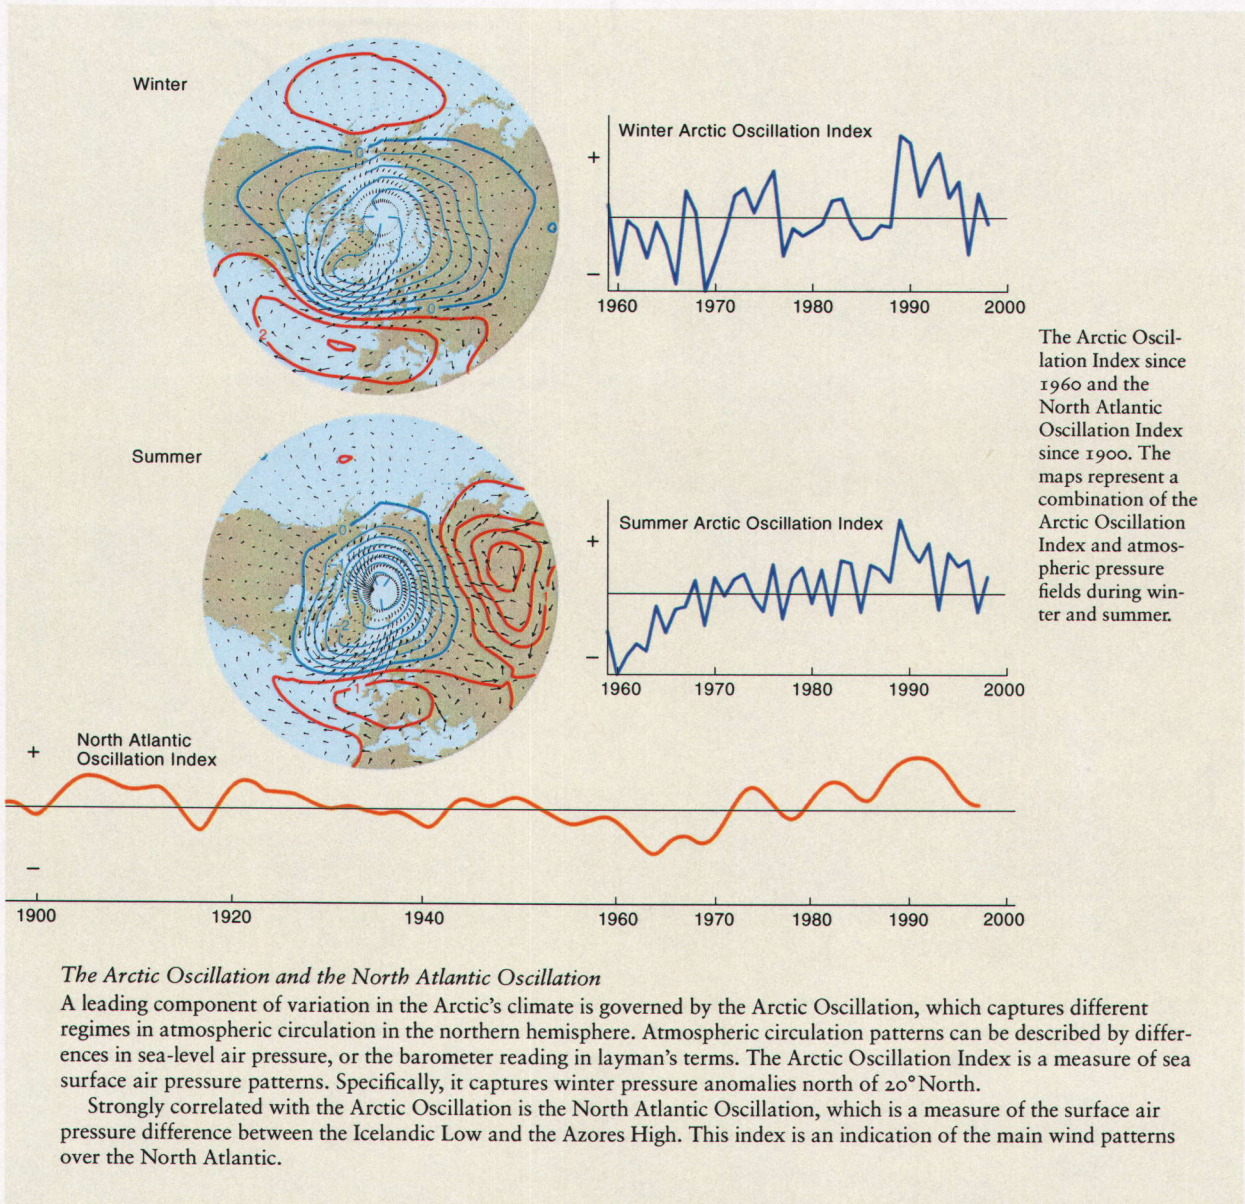 Winter
0
0
2
Winter Arctic Oscillation Index
+
−
1960 1970 1980 1990 2000
The Arctic Oscil-
lation Index since
1960 and the
North Atlantic
Oscillation Index
since 1900. The
maps represent a
combination of the
Arctic Oscillation
Index and atmos-
pheric pressure
fields during win-
ter and summer.
Summer
0
-1
-2
1
Summer Arctic Oscillation Index
+
−
1960 1970 1980 1990 2000
North Atlantic
Oscillation Index
+
−
1900 1920 1940 1960 1970 1980 1990 2000
The Arctic Oscillation and the North Atlantic Oscillation
A leading component of variation in the Arctic's climate is governed by the Arctic Oscillation, which captures different
regimes in atmospheric circulation in the northern hemisphere. Atmospheric circulation patterns can be described by differ-
ences in sea-level air pressure, or the barometer reading in layman's terms. The Arctic Oscillation Index is a measure of sea
surface air pressure patterns. Specifically, it captures winter pressure anomalies north of 20° North.
Strongly correlated with the Arctic Oscillation is the North Atlantic Oscillation, which is a measure of the surface air
pressure difference between the Icelandic Low and the Azores High. This index is an indication of the main wind patterns
over the North Atlantic.